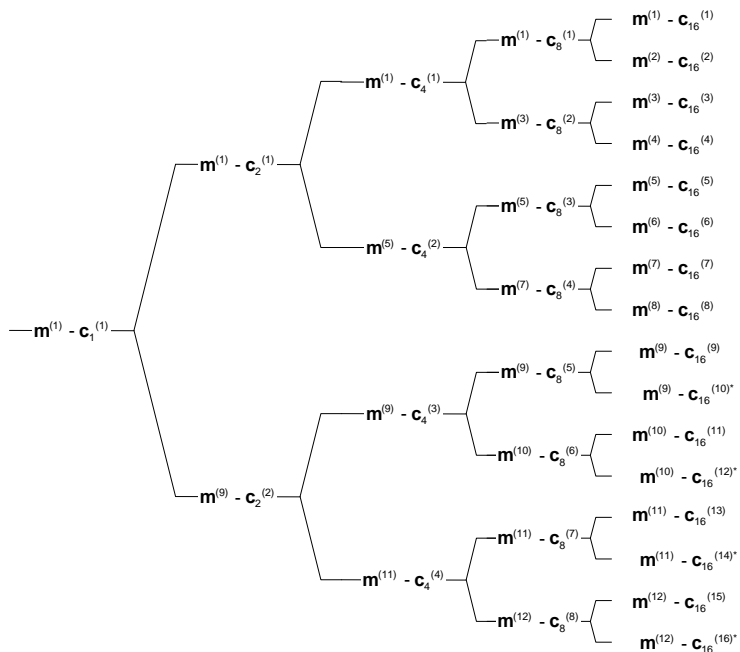 m(1) - c16(1)
m(1) - c8(1)
m(2) - c16(2)
m(1) - c4(1)
m(3) - c16(3)
m(3) - c8(2)
m(4) - c16(4)
m(1) - c2(1)
m(5) - c16(5)
m(5) - c8(3)
m(6) - c16(6)
m(5) - c4(2)
m(7) - c16(7)
m(7) - c8(4)
m(8) - c16(8)
m(1) - c1(1)
m(9) - c16(9)
m(9) - c8(5)
m(9) - c16(10)*
m(9) - c4(3)
m(10) - c16(11)
m(10) - c8(6)
m(10) - c16(12)*
m(9) - c2(2)
m(11) - c16(13)
m(11) - c8(7)
m(11) - c16(14)*
m(11) - c4(4)
m(12) - c16(15)
m(12) - c8(8)
m(12) - c16(16)*